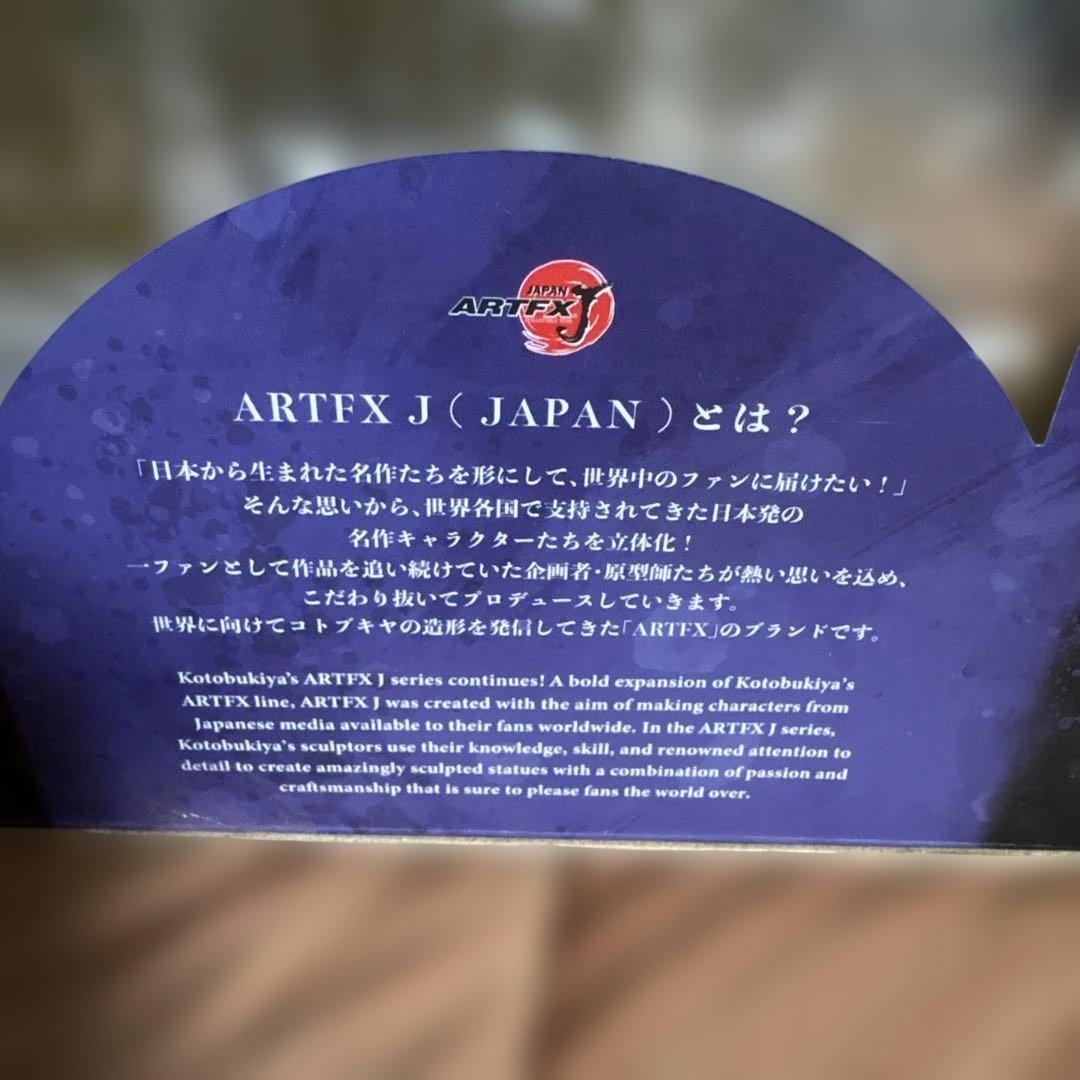 JAPAN
ARTFX J
ARTFX J ( JAPAN ) とは？
「日本から生まれた名作たちを形にして、世界中のファンに届けたい！」
そんな思いから、世界各国で支持されてきた日本発の
名作キャラクターたちを立体化！
一ファンとして作品を追い続けていた企画者・原型師たちが熱い思いを込め、
こだわり抜いてプロデュースしていきます。
世界に向けてコトブキヤの造形を発信してきた「ARTFX」のブランドです。
Kotobukiya's ARTFX J series continues! A bold expansion of Kotobukiya's
ARTFX line, ARTFX J was created with the aim of making characters from
Japanese media available to their fans worldwide. In the ARTFX J series,
Kotobukiya's sculptors use their knowledge, skill, and renowned attention to
detail to create amazingly sculpted statues with a combination of passion and
craftsmanship that is sure to please fans the world over.